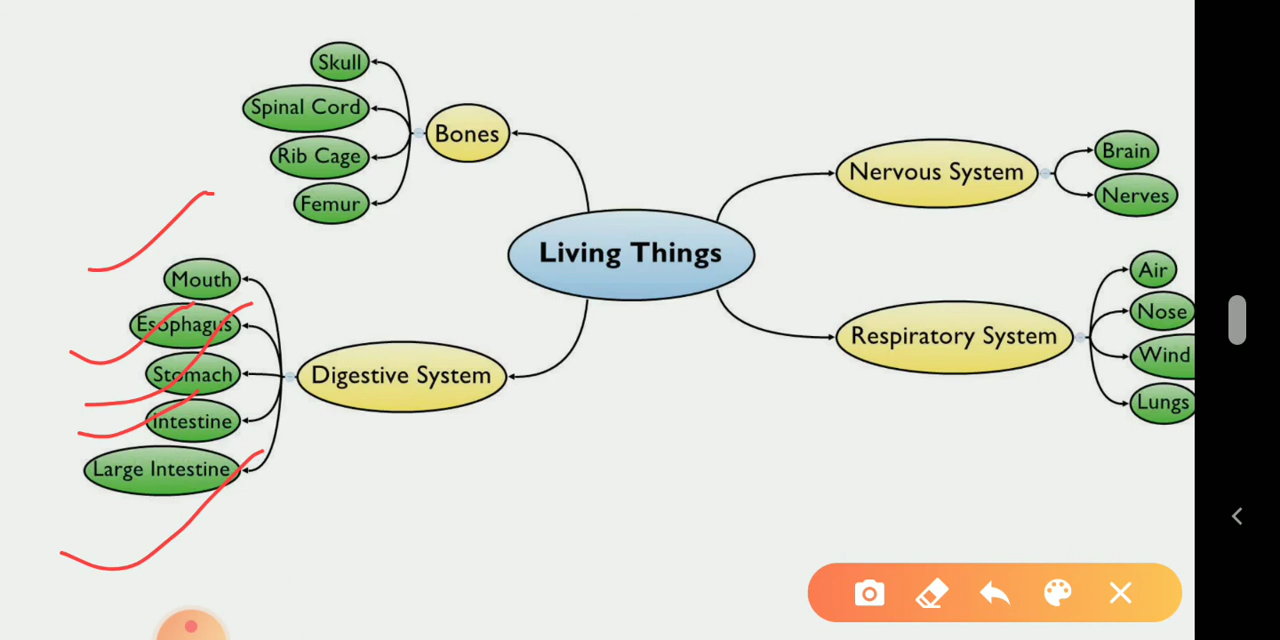 Skull
Spinal Cord
Rib Cage
Femur
Bones
Mouth
Esophagus
Stomach
Intestine
Large Intestine
Digestive System
Living Things
Nervous System
Brain
Nerves
Respiratory System
Air
Nose
Wind
Lungs